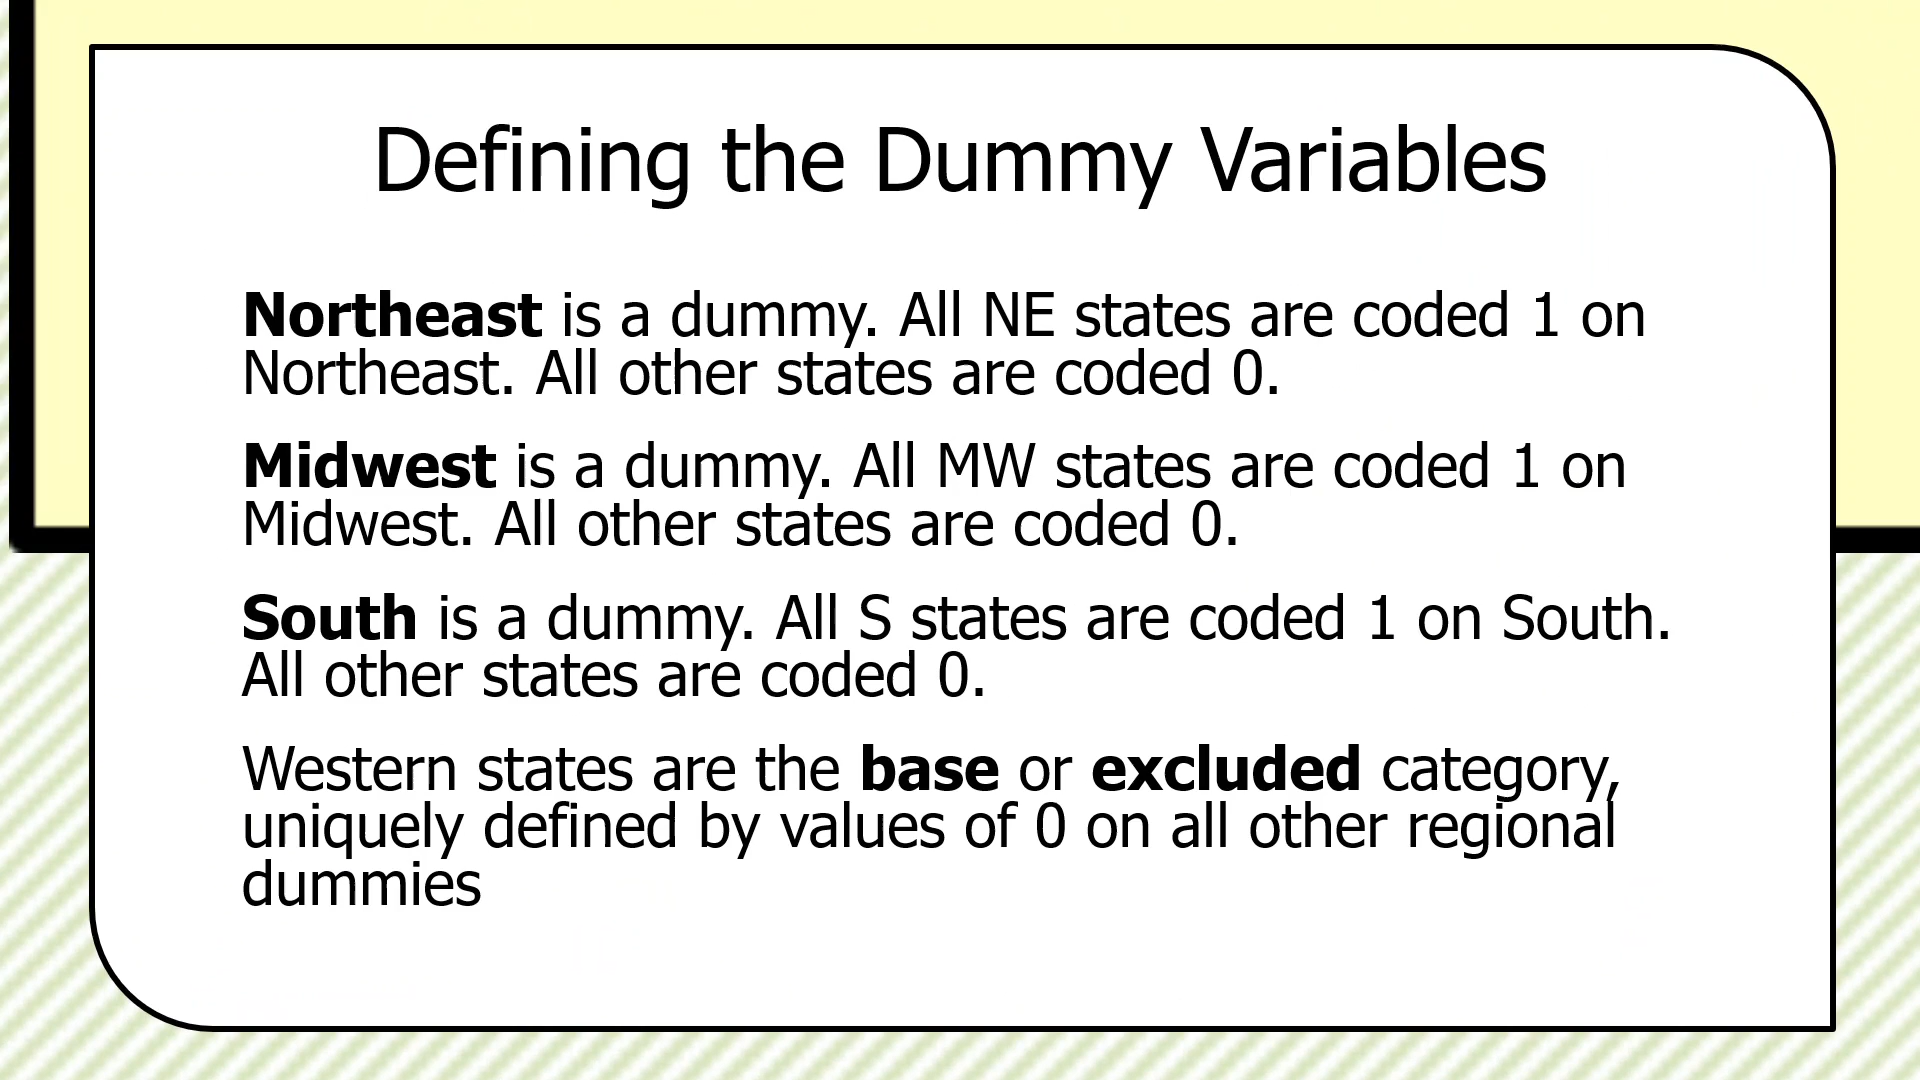 Defining the Dummy Variables
Northeast is a dummy. All NE states are coded 1 on
Northeast. All other states are coded 0.
Midwest is a dummy. All MW states are coded 1 on
Midwest. All other states are coded 0.
South is a dummy. All S states are coded 1 on South.
All other states are coded 0.
Western states are the base or excluded category,
uniquely defined by values of 0 on all other regional
dummies